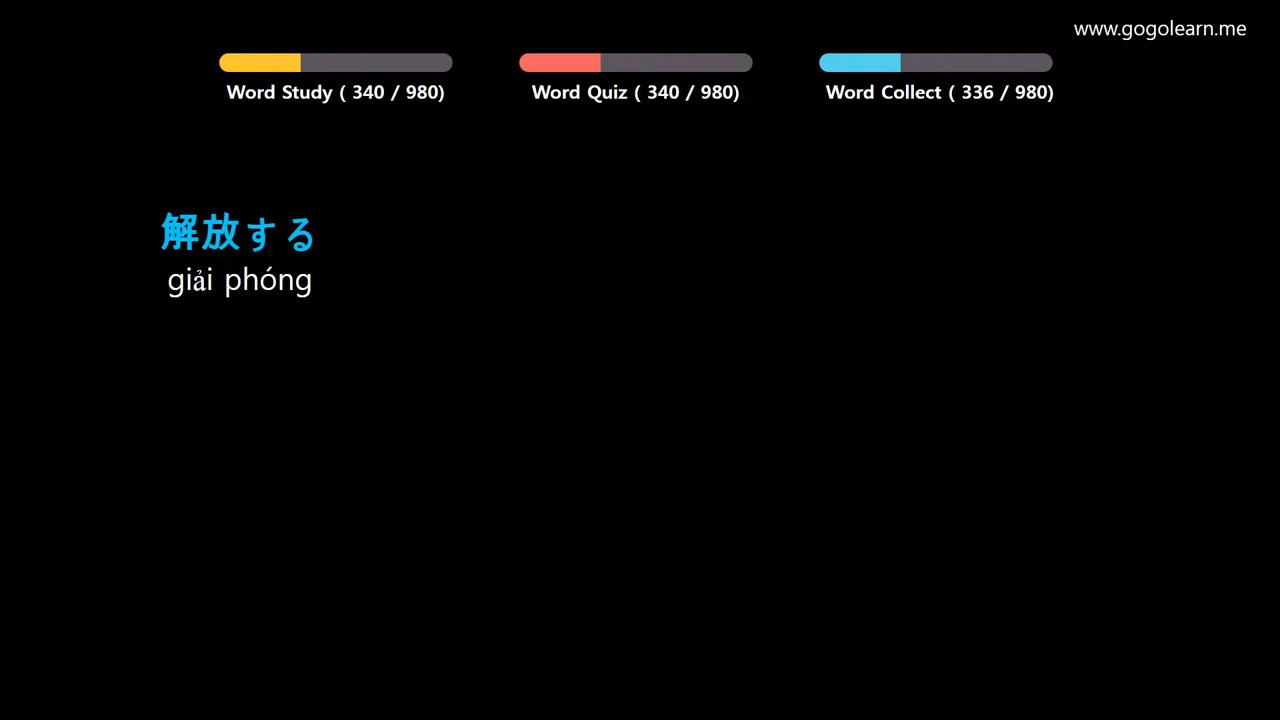 www.gogolearn.me
Word Study ( 340 / 980)
Word Quiz ( 340 / 980)
Word Collect ( 336 / 980)
解放する
giải phóng